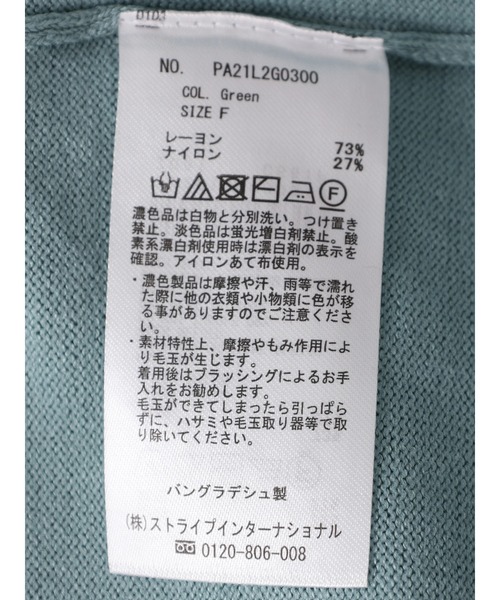 D1D3
NO. PA21L2G0300
COL. Green
SIZE F
レーヨン 73%
ナイロン 27%
F
濃色品は白物と分別洗い。つけ置き
禁止。淡色品は蛍光増白剤禁止。酸
素系漂白剤使用時は漂白剤の表示を
確認。アイロンあて布使用。
・濃色製品は摩擦や汗、雨等で濡れ
た際に他の衣類や小物類に色が移
る事がありますのでご注意くださ
い。
・素材特性上、摩擦やもみ作用によ
り毛玉が生じます。
着用後はブラッシングによるお手
入れをお勧めします。
毛玉ができてしまったら引っぱら
ずに、ハサミや毛玉取り器等で取
り除いてください。
バングラデシュ製
(株)ストライプインターナショナル
0120-806-008